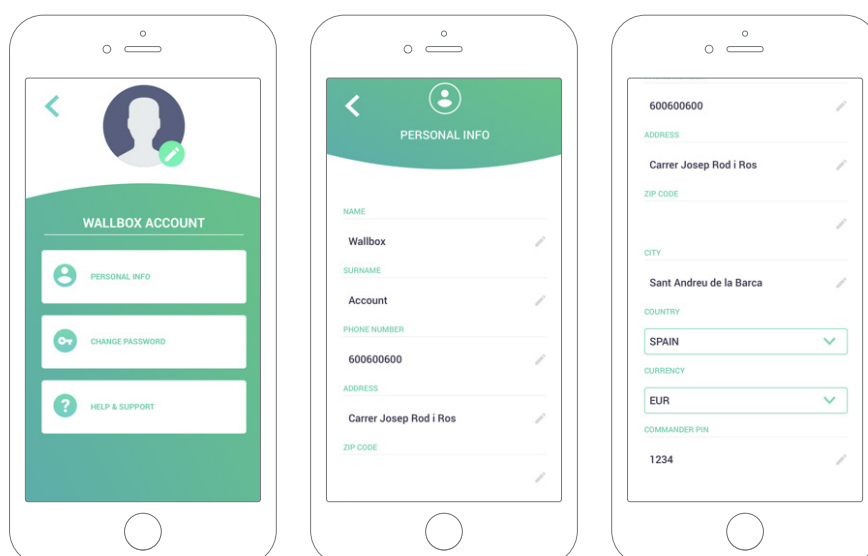 WALLBOX ACCOUNT
PERSONAL INFO
CHANGE PASSWORD
HELP & SUPPORT
PERSONAL INFO
NAME
Wallbox
SURNAME
Account
PHONE NUMBER
600600600
ADDRESS
Carrer Josep Rod i Ros
ZIP CODE
600600600
ADDRESS
Carrer Josep Rod i Ros
ZIP CODE
CITY
Sant Andreu de la Barca
COUNTRY
SPAIN
CURRENCY
EUR
COMMANDER PIN
1234